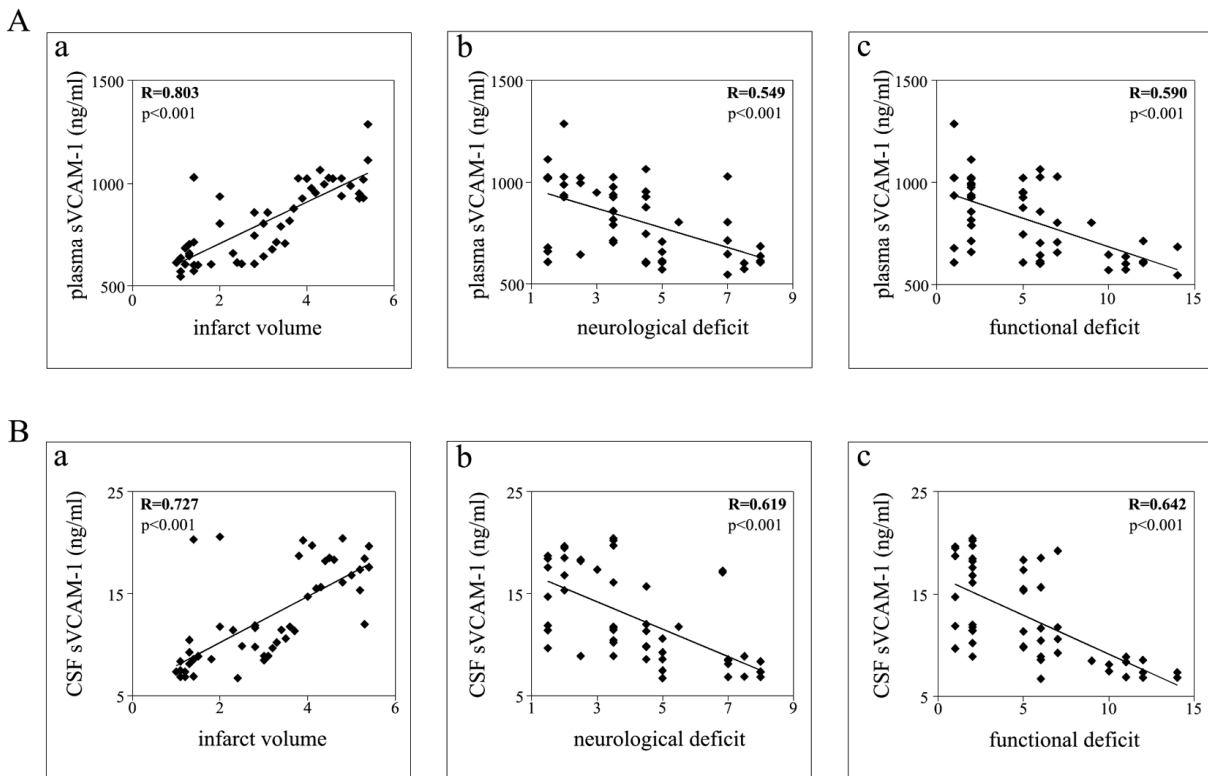 A
a
R=0.803
p<0.001
plasma sVCAM-1 (ng/ml)
1500
1000
500
0
2
4
6
infarct volume
b
R=0.549
p<0.001
plasma sVCAM-1 (ng/ml)
1500
1000
500
1
3
5
7
9
neurological deficit
c
R=0.590
p<0.001
plasma sVCAM-1 (ng/ml)
1500
1000
500
0
5
10
15
functional deficit
B
a
R=0.727
p<0.001
CSF sVCAM-1 (ng/ml)
25
15
5
0
2
4
6
infarct volume
b
R=0.619
p<0.001
CSF sVCAM-1 (ng/ml)
25
15
5
1
3
5
7
9
neurological deficit
c
R=0.642
p<0.001
CSF sVCAM-1 (ng/ml)
25
15
5
0
5
10
15
functional deficit